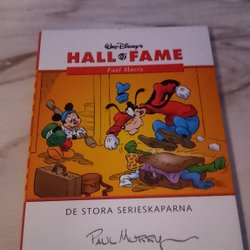 Walt Disney's
HALL OF FAME
Paul Murry
DE STORA SERIESKAPARNA
PAUL MURRY